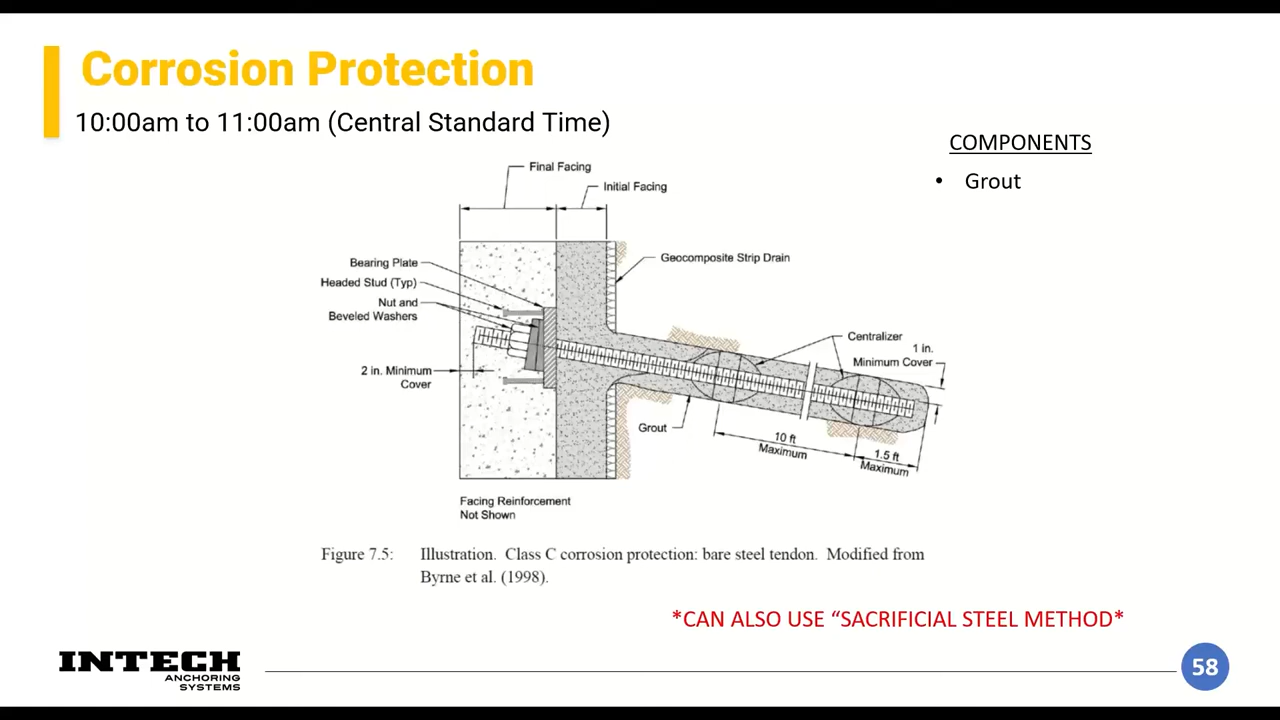 Corrosion Protection
10:00am to 11:00am (Central Standard Time)
COMPONENTS
• Grout
Final Facing
Initial Facing
Bearing Plate
Headed Stud (Typ)
Nut and
Beveled Washers
2 in. Minimum
Cover
Geocomposite Strip Drain
Centralizer
1 in.
Minimum Cover
Grout
10 ft
Maximum
1.5 ft
Maximum
Facing Reinforcement
Not Shown
Figure 7.5: Illustration. Class C corrosion protection: bare steel tendon. Modified from
Byrne et al. (1998).
*CAN ALSO USE “SACRIFICIAL STEEL METHOD*
INTECH
ANCHORING
SYSTEMS
58